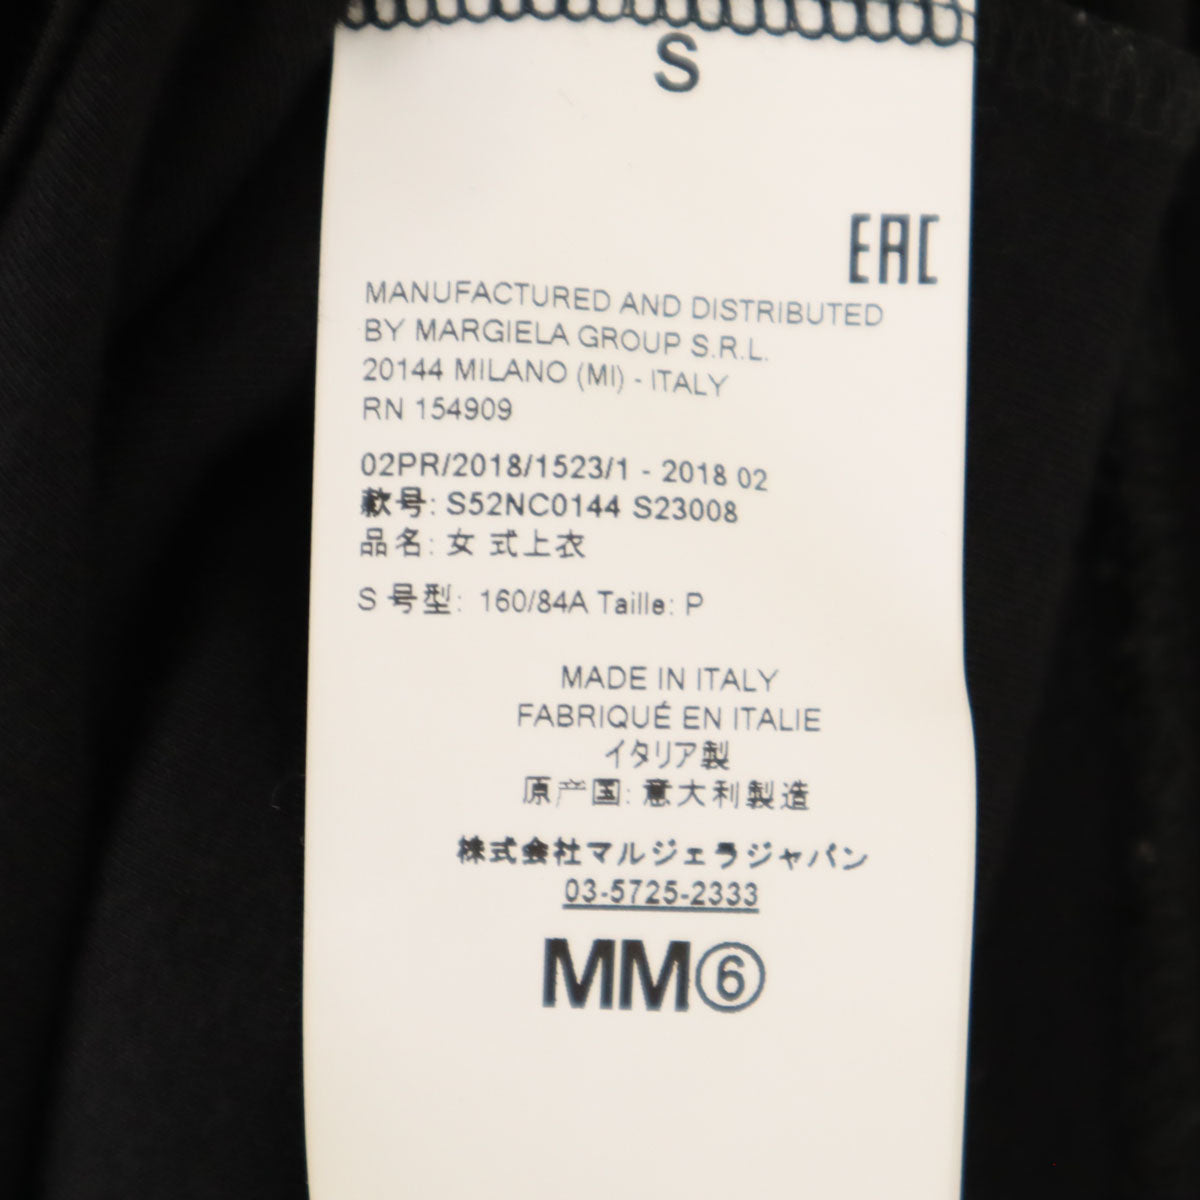 S
EAC
MANUFACTURED AND DISTRIBUTED
BY MARGIELA GROUP S.R.L.
20144 MILANO (MI) - ITALY
RN 154909
02PR/2018/1523/1 - 2018 02
款号: S52NC0144 S23008
品名: 女 式上衣
S 号型: 160/84A Taille: P
MADE IN ITALY
FABRIQUÉ EN ITALIE
イタリア製
原产国: 意大利製造
株式会社マルジェラジャパン
03-5725-2333
MM⑥